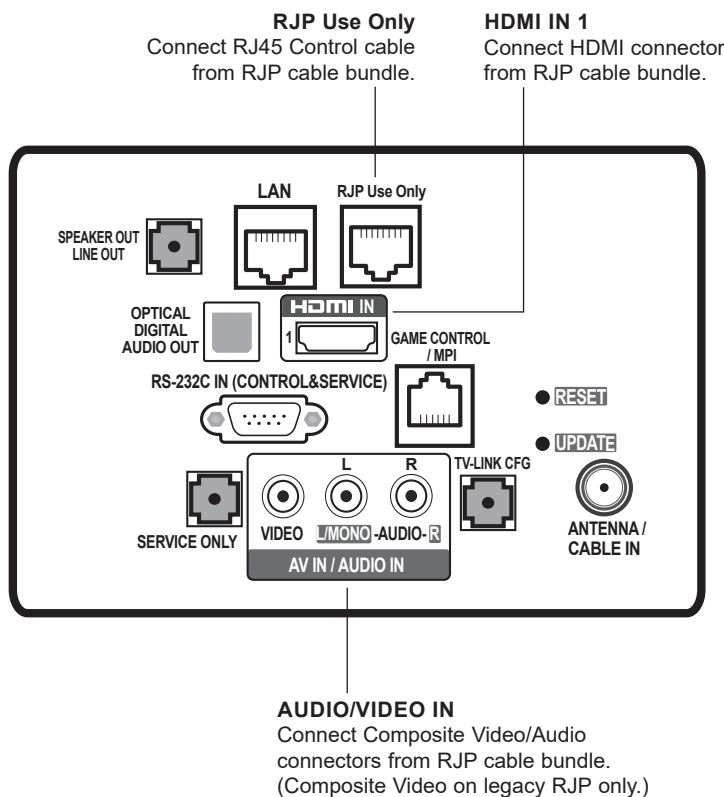 RJP Use Only
Connect RJ45 Control cable
from RJP cable bundle.
HDMI IN 1
Connect HDMI connector
from RJP cable bundle.
LAN
RJP Use Only
SPEAKER OUT
LINE OUT
OPTICAL
DIGITAL
AUDIO OUT
HDMI IN
1
GAME CONTROL
/ MPI
RS-232C IN (CONTROL&SERVICE)
RESET
UPDATE
L R
TV-LINK CFG
SERVICE ONLY
VIDEO L/MONO -AUDIO- R
AV IN / AUDIO IN
ANTENNA /
CABLE IN
AUDIO/VIDEO IN
Connect Composite Video/Audio
connectors from RJP cable bundle.
(Composite Video on legacy RJP only.)